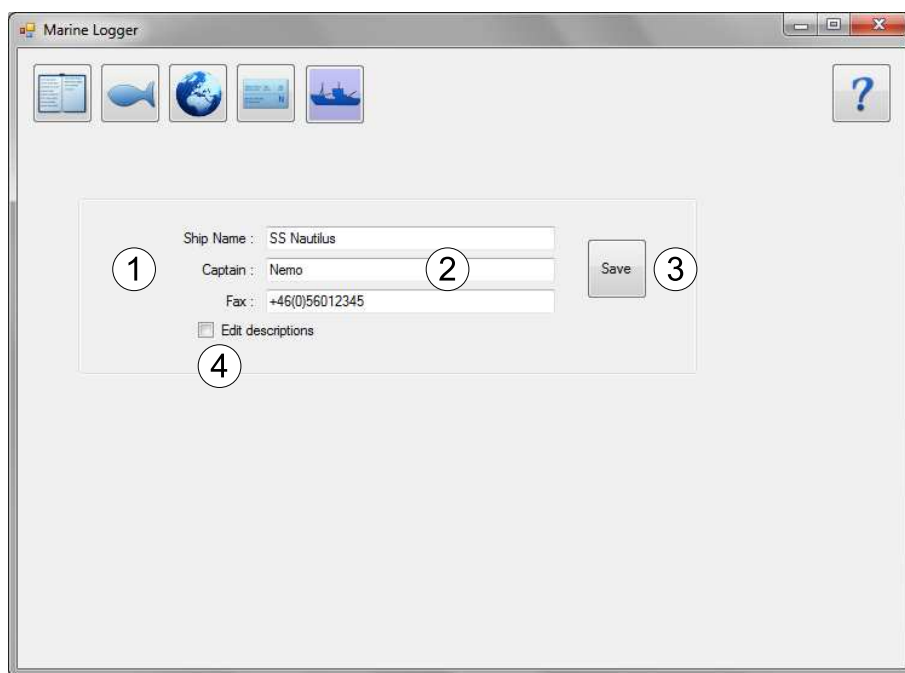 Marine Logger
?
Ship Name : SS Nautilus
1
Captain : Nemo
2
Save
3
Fax : +46(0)56012345
Edit descriptions
4